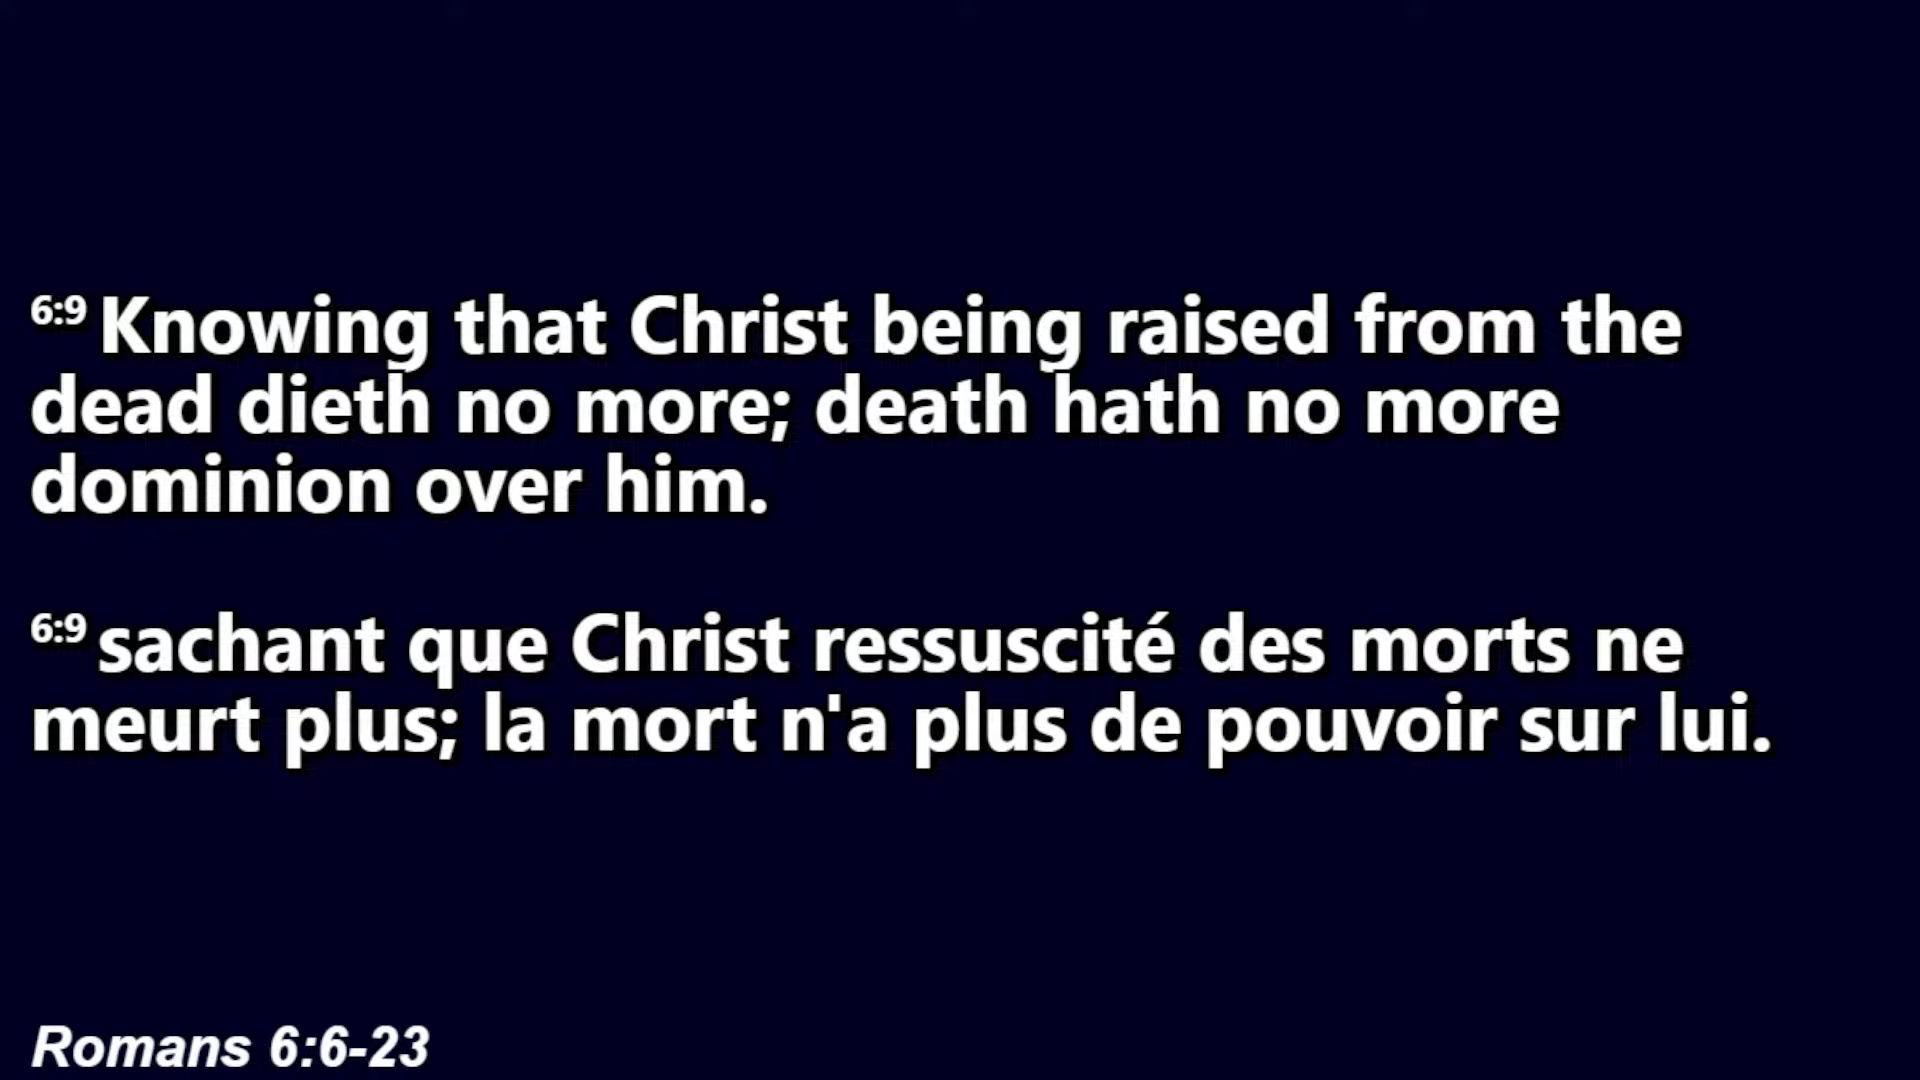 6:9 Knowing that Christ being raised from the
dead dieth no more; death hath no more
dominion over him.
6:9 sachant que Christ ressuscité des morts ne
meurt plus; la mort n'a plus de pouvoir sur lui.
Romans 6:6-23